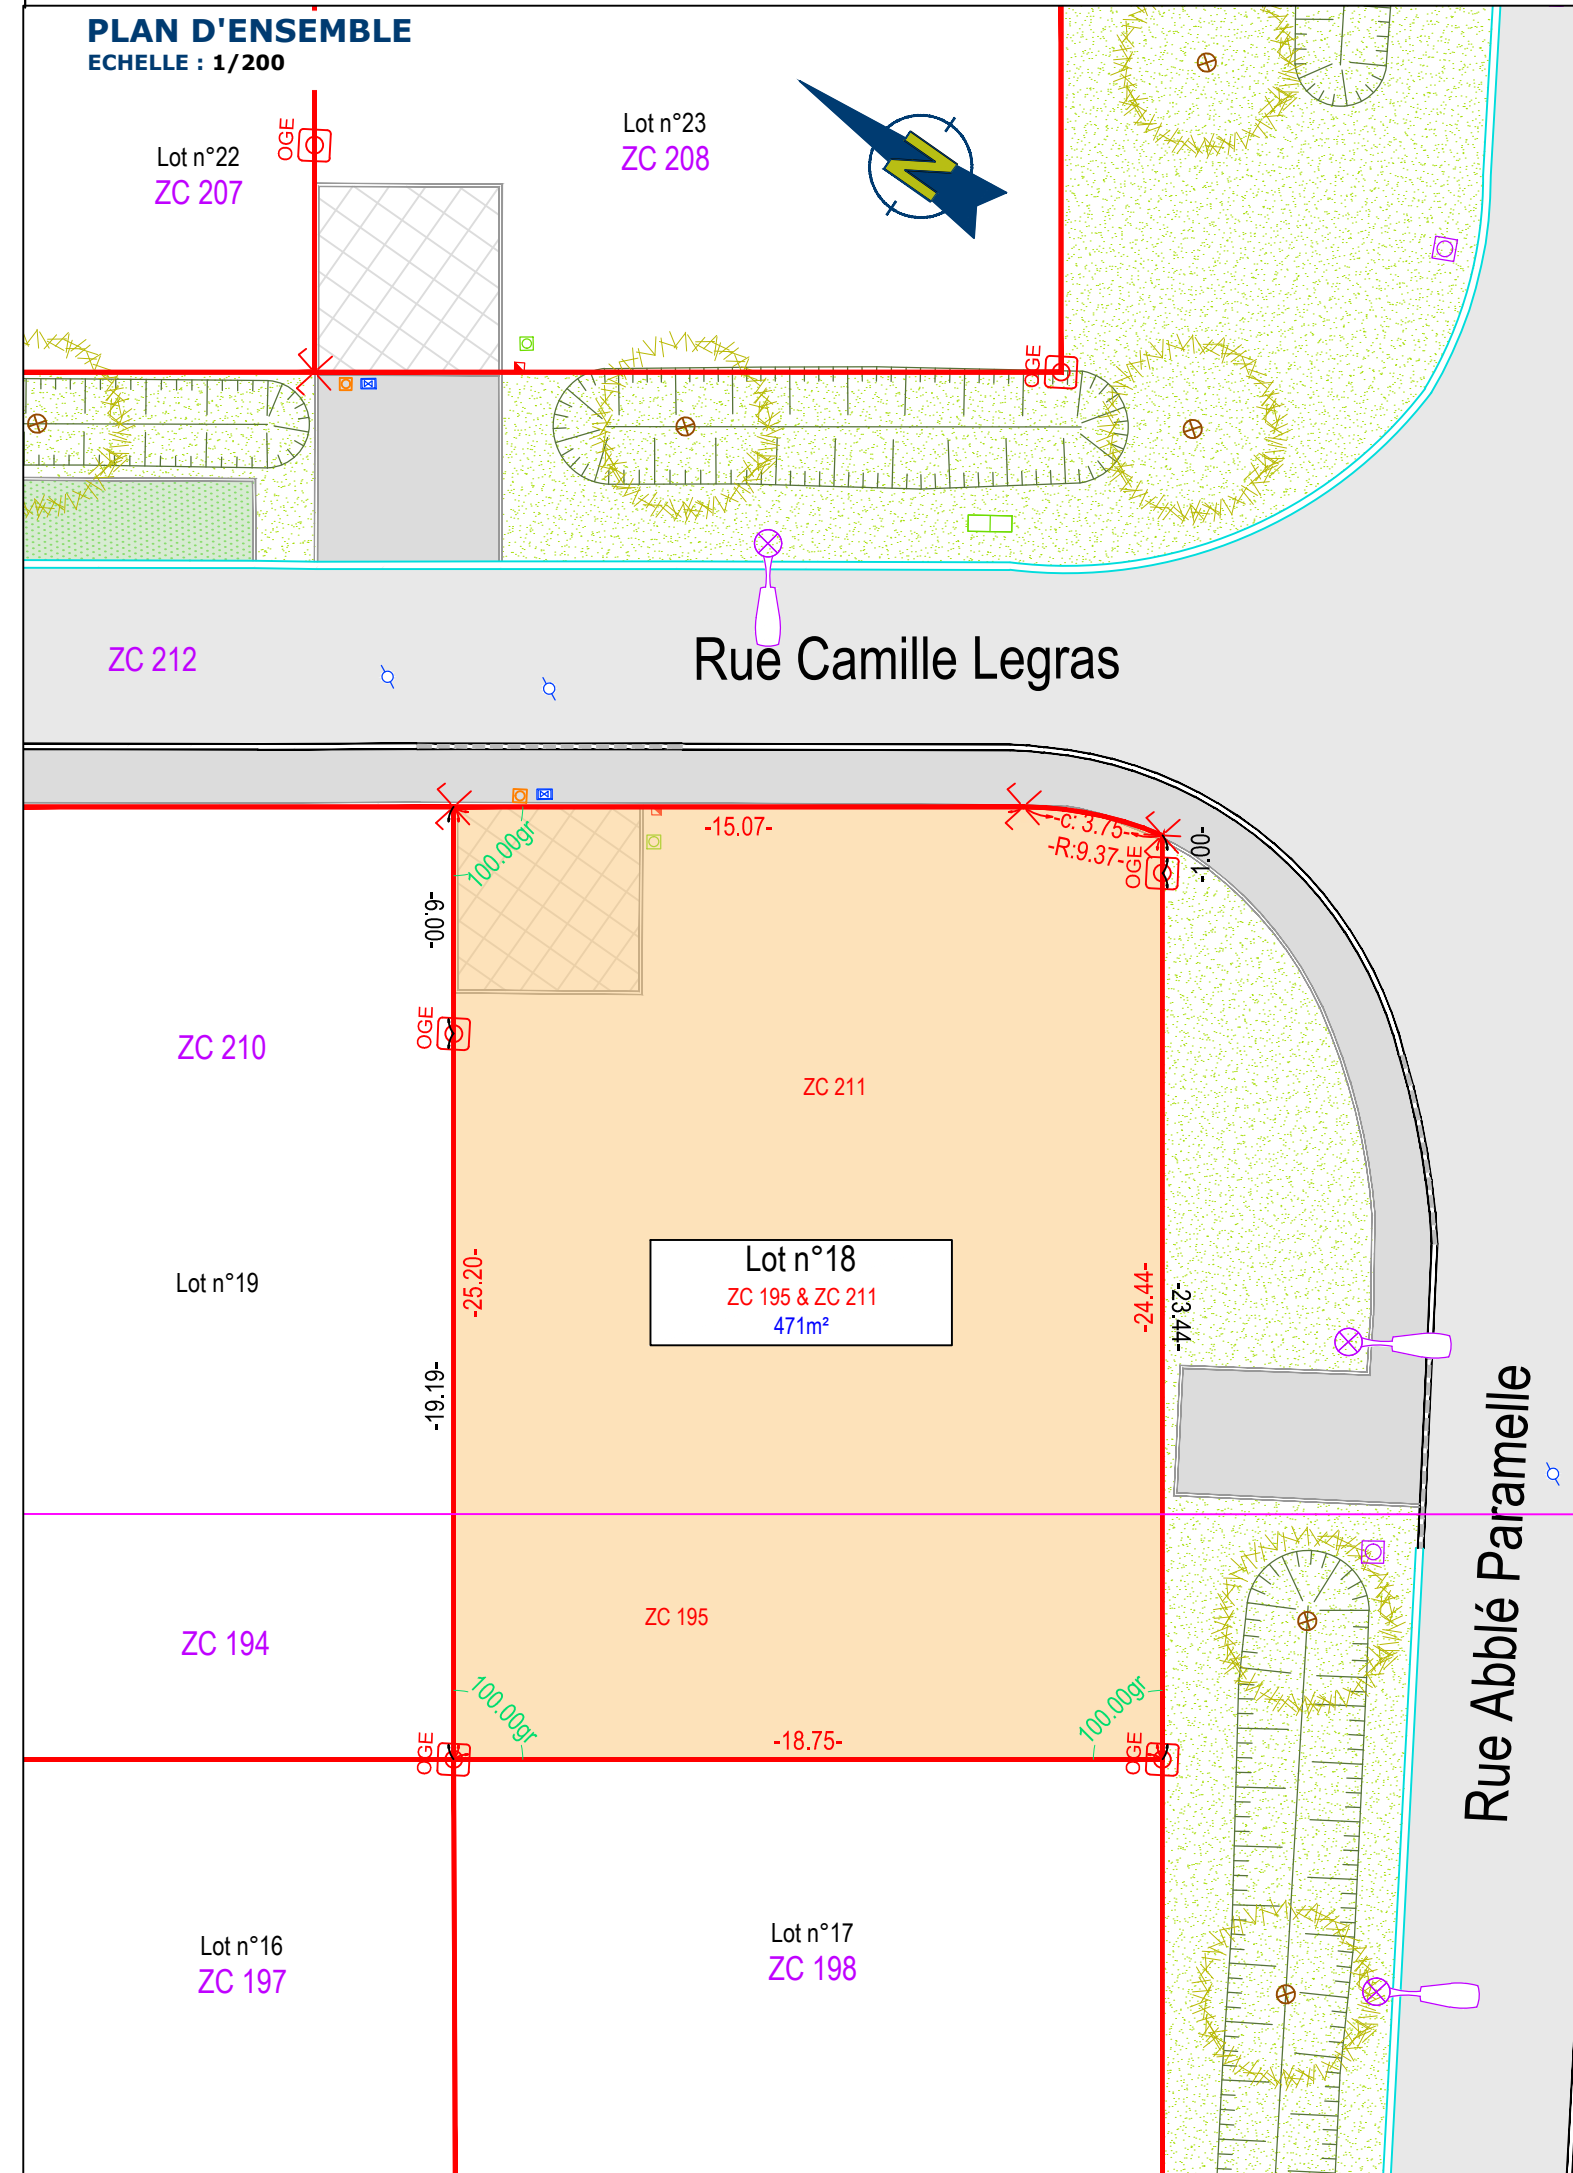 PLAN D'ENSEMBLE
ECHELLE : 1/200
OGE
Lot n°22
ZC 207
Lot n°23
ZC 208
N
OGE
ZC 212
Rue Camille Legras
100.00gr
-15.07-
-c: 3.75-
-R:9.37-
OGE
-1.00-
-6.00-
OGE
ZC 210
ZC 211
Lot n°19
-25.20-
Lot n°18
ZC 195 & ZC 211
471m²
-24.44-
-23.44-
-19.19-
Rue Abblé Paramelle
ZC 194
ZC 195
100.00gr
100.00gr
OGE
-18.75-
OGE
Lot n°16
ZC 197
Lot n°17
ZC 198